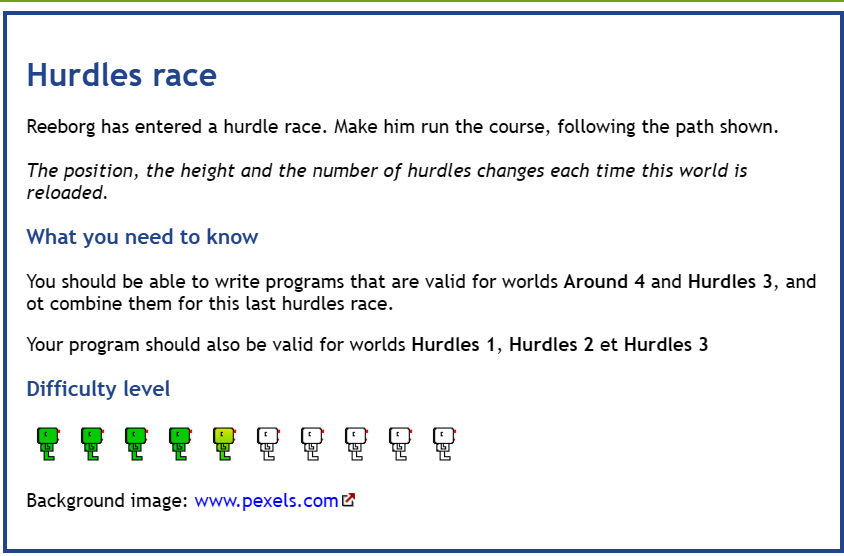 Hurdles race
Reeborg has entered a hurdle race. Make him run the course, following the path shown.
The position, the height and the number of hurdles changes each time this world is
reloaded.
What you need to know
You should be able to write programs that are valid for worlds Around 4 and Hurdles 3, and
ot combine them for this last hurdles race.
Your program should also be valid for worlds Hurdles 1, Hurdles 2 et Hurdles 3
Difficulty level
Background image: www.pexels.com